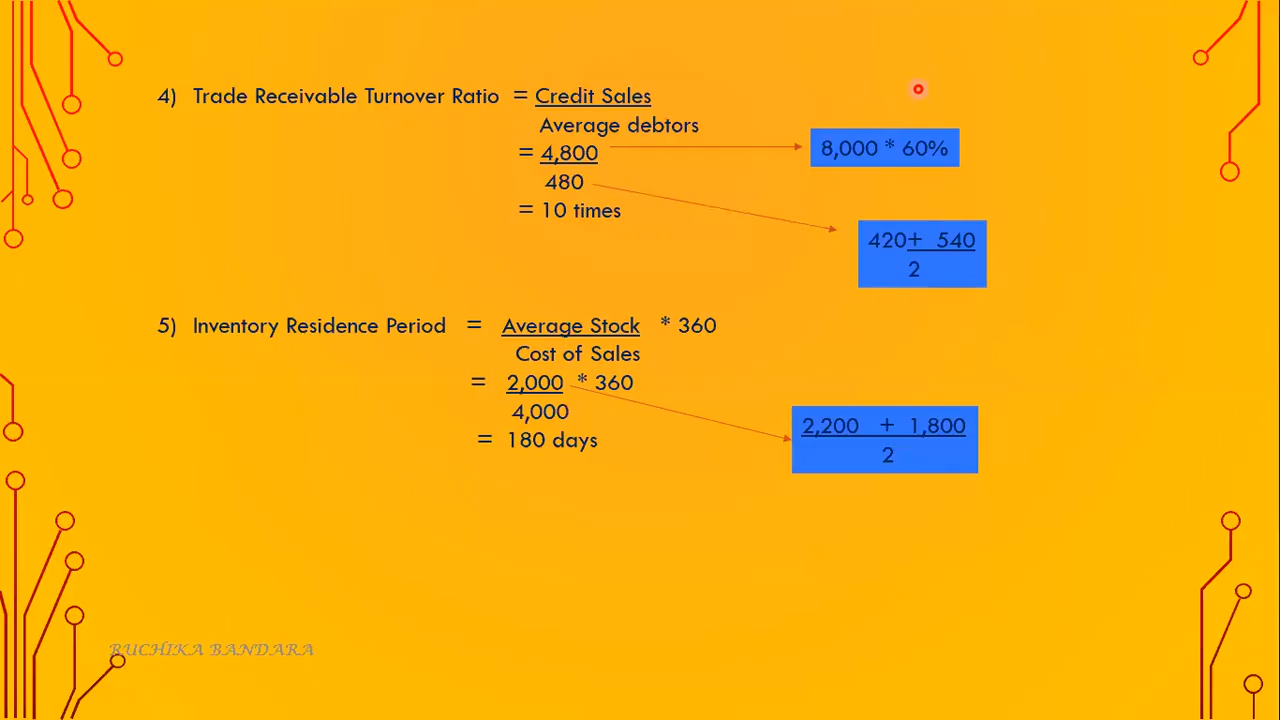 4) Trade Receivable Turnover Ratio = Credit Sales
Average debtors
= 4,800
8,000 * 60%
480
= 10 times
420+ 540
2
5) Inventory Residence Period = Average Stock * 360
Cost of Sales
= 2,000 * 360
4,000
= 180 days
2,200 + 1,800
2
RUCHIKA BANDARA